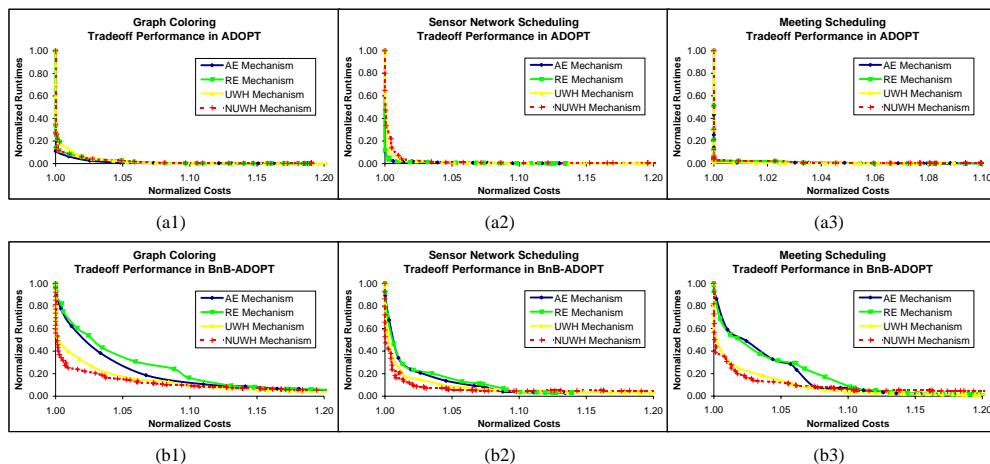 Graph Coloring
Tradeoff Performance in ADOPT
Normalized Runtimes
1.00
0.80
0.60
0.40
0.20
0.00
AE Mechanism
RE Mechanism
UWH Mechanism
NUWH Mechanism
1.00 1.05 1.10 1.15 1.20
Normalized Costs
(a1)
Sensor Network Scheduling
Tradeoff Performance in ADOPT
Normalized Runtimes
1.00
0.80
0.60
0.40
0.20
0.00
AE Mechanism
RE Mechanism
UWH Mechanism
NUWH Mechanism
1.00 1.05 1.10 1.15 1.20
Normalized Costs
(a2)
Meeting Scheduling
Tradeoff Performance in ADOPT
Normalized Runtimes
1.00
0.80
0.60
0.40
0.20
0.00
AE Mechanism
RE Mechanism
UWH Mechanism
NUWH Mechanism
1.00 1.02 1.04 1.06 1.08 1.10
Normalized Costs
(a3)
Graph Coloring
Tradeoff Performance in BnB-ADOPT
Normalized Runtimes
1.00
0.80
0.60
0.40
0.20
0.00
AE Mechanism
RE Mechanism
UWH Mechanism
NUWH Mechanism
1.00 1.05 1.10 1.15 1.20
Normalized Costs
(b1)
Sensor Network Scheduling
Tradeoff Performance in BnB-ADOPT
Normalized Runtimes
1.00
0.80
0.60
0.40
0.20
0.00
AE Mechanism
RE Mechanism
UWH Mechanism
NUWH Mechanism
1.00 1.05 1.10 1.15 1.20
Normalized Costs
(b2)
Meeting Scheduling
Tradeoff Performance in BnB-ADOPT
Normalized Runtimes
1.00
0.80
0.60
0.40
0.20
0.00
AE Mechanism
RE Mechanism
UWH Mechanism
NUWH Mechanism
1.00 1.05 1.10 1.15 1.20
Normalized Costs
(b3)